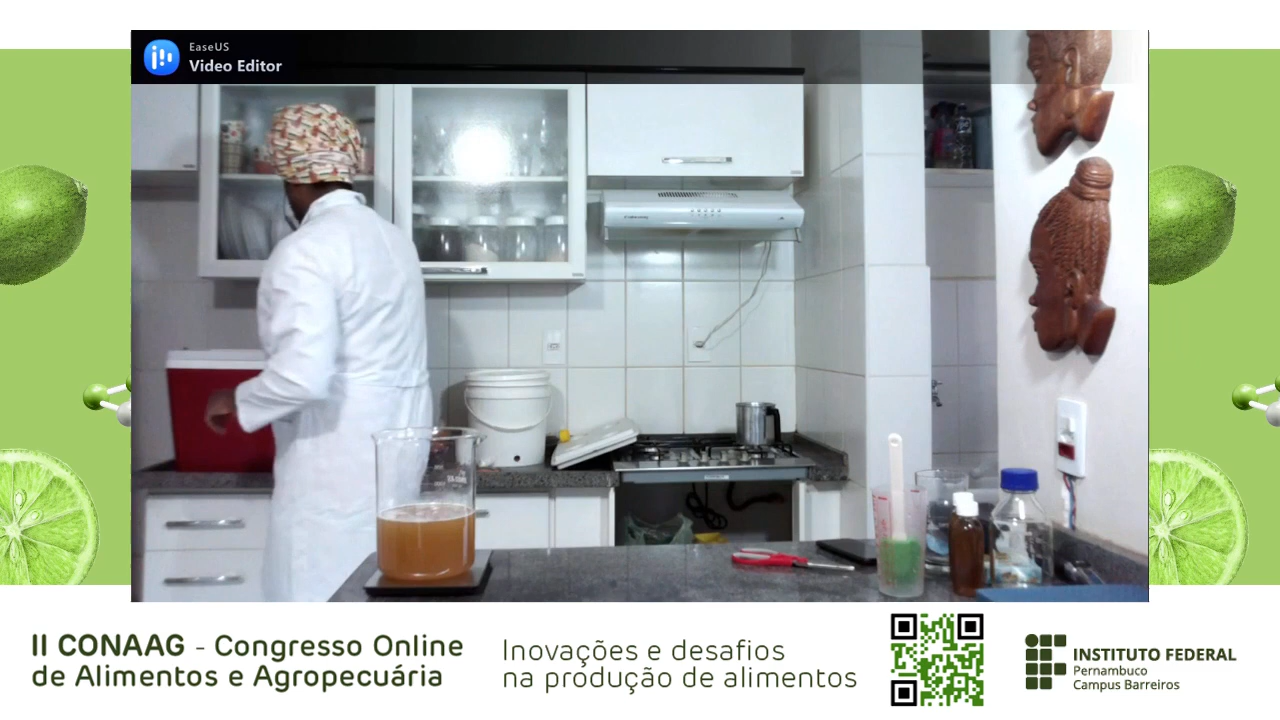 EaseUS
Video Editor
II CONAAG - Congresso Online
de Alimentos e Agropecuária
Inovações e desafios
na produção de alimentos
INSTITUTO FEDERAL
Pernambuco
Campus Barreiros